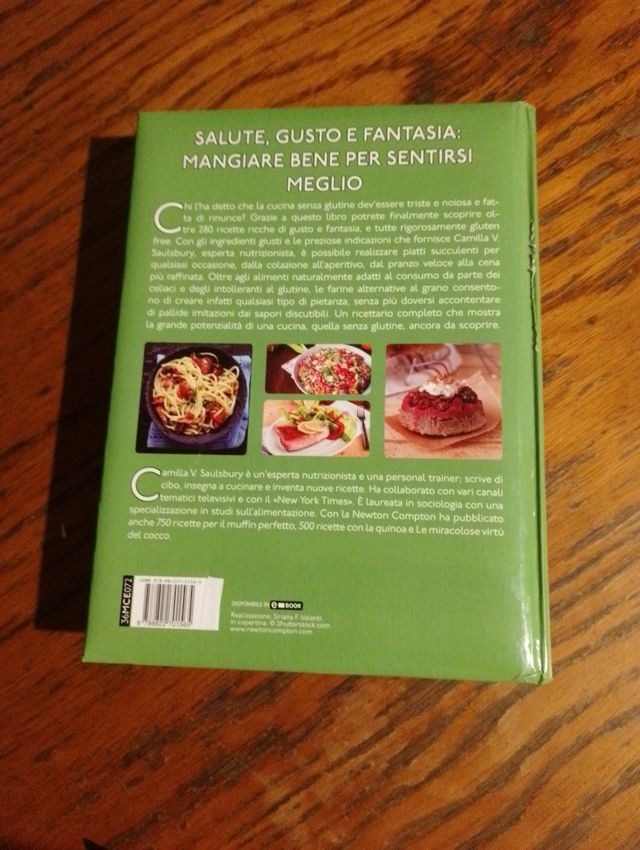 SALUTE, GUSTO E FANTASIA:
MANGIARE BENE PER SENTIRSI
MEGLIO
Chi l'ha detto che la cucina senza glutine dev'essere triste e noiosa e fat-
ta di rinunce? Grazie a questo libro potrete finalmente scoprire ol-
tre 280 ricette ricche di gusto e fantasia, e tutte rigorosamente gluten
free. Con gli ingredienti giusti e le preziose indicazioni che fornisce Camilla V.
Saulsbury, esperta nutrizionista, è possibile realizzare piatti succulenti per
qualsiasi occasione, dalla colazione all'aperitivo, dal pranzo veloce alla cena
più raffinata. Oltre agli alimenti naturalmente adatti al consumo da parte dei
celiaci e degli intolleranti al glutine, le farine alternative al grano consento-
no di creare infatti qualsiasi tipo di pietanza, senza più doversi accontentare
di pallide imitazioni dai sapori discutibili. Un ricettario completo che mostra
la grande potenzialità di una cucina, quella senza glutine, ancora da scoprire.
Camilla V. Saulsbury è un'esperta nutrizionista e una personal trainer; scrive di
cibo, insegna a cucinare e inventa nuove ricette. Ha collaborato con vari canali
tematici televisivi e con il «New York Times». È laureata in sociologia con una
specializzazione in studi sull'alimentazione. Con la Newton Compton ha pubblicato
anche 750 ricette per il muffin perfetto, 500 ricette con la quinoa e Le miracolose virtù
del cocco.
36MCE072
9788822701560
DISPONIBILE IN EBOOK
Realizzazione: Siriana F. Valenti
In copertina: © Shutterstock.com
www.newtoncompton.com